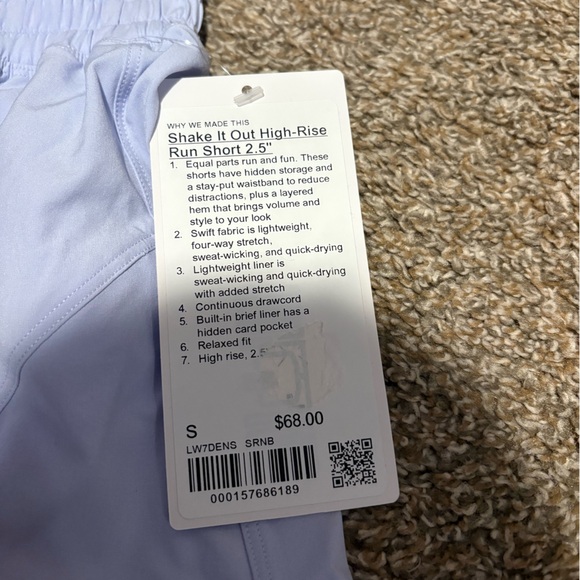 WHY WE MADE THIS
Shake It Out High-Rise
Run Short 2.5"
1. Equal parts run and fun. These
shorts have hidden storage and
a stay-put waistband to reduce
distractions, plus a layered
hem that brings volume and
style to your look
2. Swift fabric is lightweight,
four-way stretch,
sweat-wicking, and quick-drying
3. Lightweight liner is
sweat-wicking and quick-drying
with added stretch
4. Continuous drawcord
5. Built-in brief liner has a
hidden card pocket
6. Relaxed fit
7. High rise, 2.5"
S $68.00
LW7DENS SRNB
000157686189